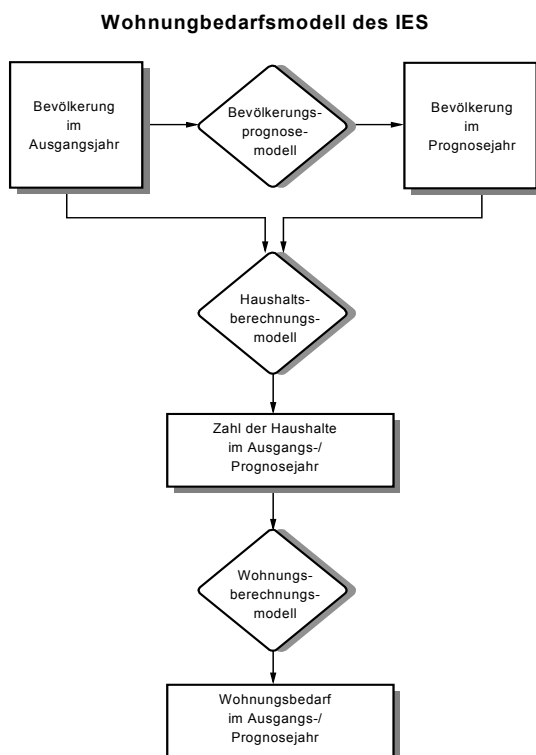 Wohnungbedarfsmodell des IES
Bevölkerung
im
Ausgangsjahr
Bevölkerungs-
prognose-
modell
Bevölkerung
im
Prognosejahr
Haushalts-
berechnungs-
modell
Zahl der Haushalte
im Ausgangs-/
Prognosejahr
Wohnungs-
berechnungs-
modell
Wohnungsbedarf
im Ausgangs-/
Prognosejahr